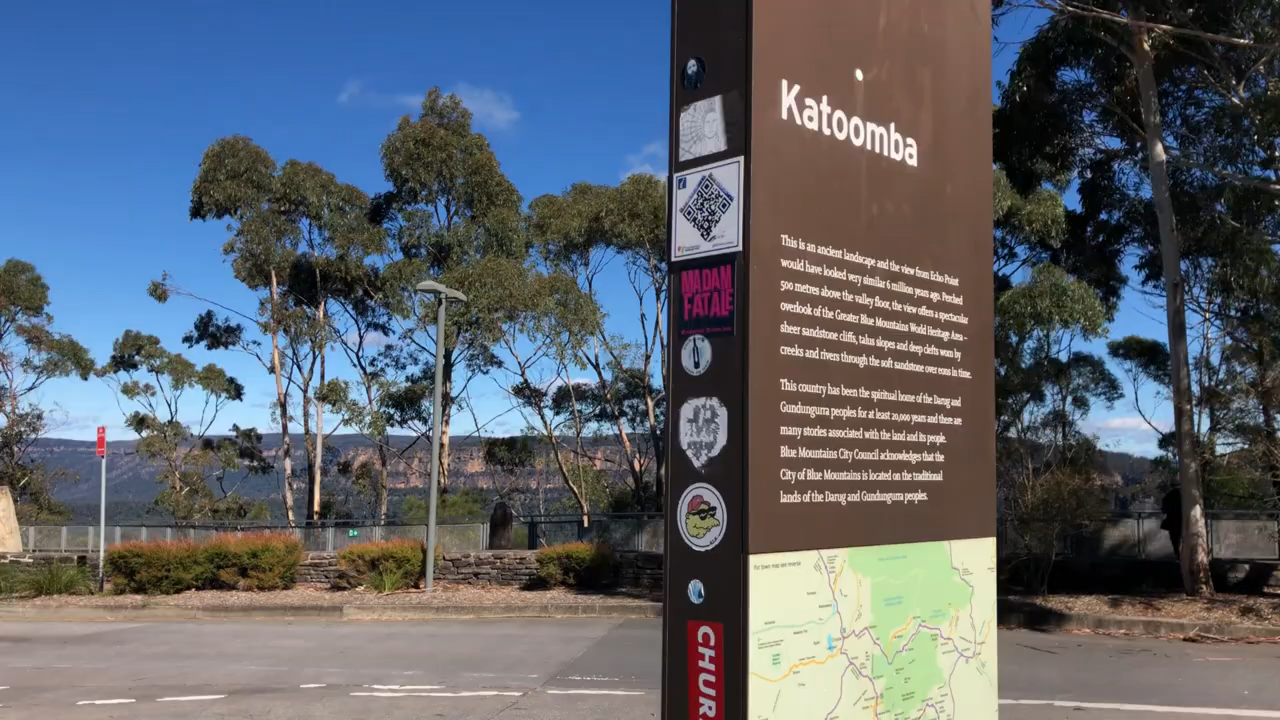 Katoomba
This is an ancient landscape and the view from Echo Point
would have looked very similar 6 million years ago. Perched
500 metres above the valley floor, the view offers a spectacular
overlook of the Greater Blue Mountains World Heritage Area –
sheer sandstone cliffs, talus slopes and deep clefts worn by
creeks and rivers through the soft sandstone over eons in time.
This country has been the spiritual home of the Darug and
Gundungurra peoples for at least 20,000 years and there are
many stories associated with the land and its people.
Blue Mountains City Council acknowledges that the
City of Blue Mountains is located on the traditional
lands of the Darug and Gundungurra peoples.
For town map see reverse
MADAM
FATALE
CHUR